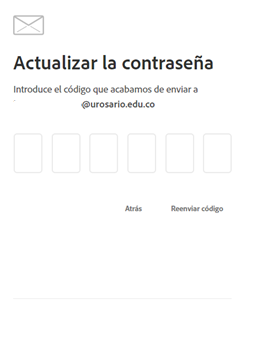 Actualizar la contraseña
Introduce el código que acabamos de enviar a
@urosario.edu.co
Atrás
Reenviar código